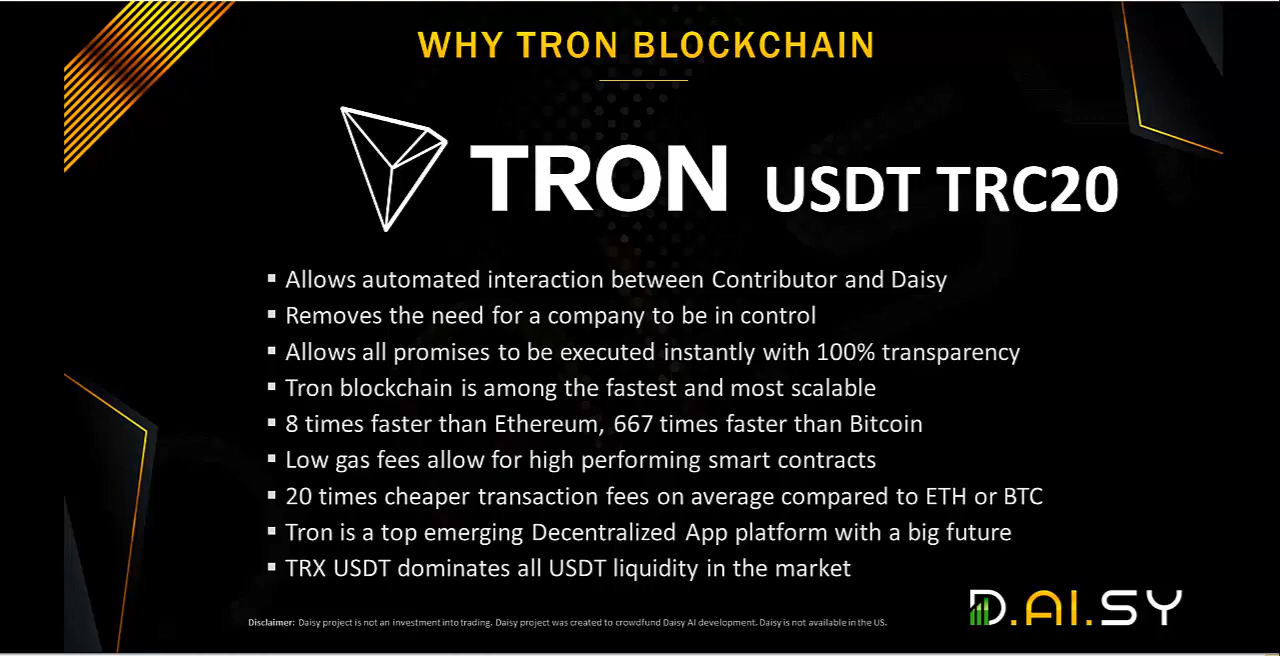 WHY TRON BLOCKCHAIN
TRON USDT TRC20
▪ Allows automated interaction between Contributor and Daisy
▪ Removes the need for a company to be in control
▪ Allows all promises to be executed instantly with 100% transparency
▪ Tron blockchain is among the fastest and most scalable
▪ 8 times faster than Ethereum, 667 times faster than Bitcoin
▪ Low gas fees allow for high performing smart contracts
▪ 20 times cheaper transaction fees on average compared to ETH or BTC
▪ Tron is a top emerging Decentralized App platform with a big future
▪ TRX USDT dominates all USDT liquidity in the market
D.AI.SY
Disclaimer: Daisy project is not an investment into trading. Daisy project was created to crowdfund Daisy AI development. Daisy is not available in the US.